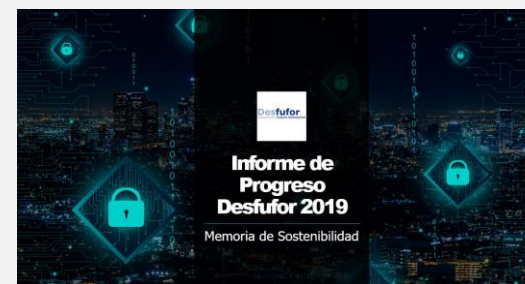 Desfufor
Informe de
Progreso
Desfufor 2019
Memoria de Sostenibilidad